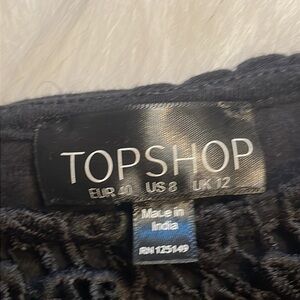 TOPSHOP
EUR 40 US 8 UK 12
Made in
India
RN 125149